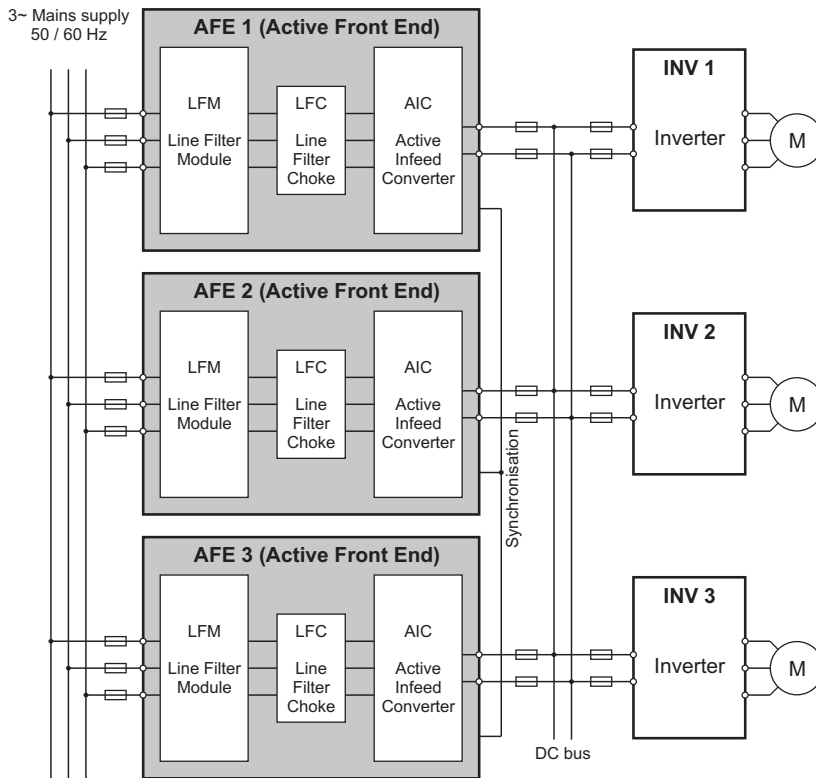 3~ Mains supply
50 / 60 Hz
AFE 1 (Active Front End)
LFM
Line Filter
Module
LFC
Line
Filter
Choke
AIC
Active
Infeed
Converter
INV 1
Inverter
M
AFE 2 (Active Front End)
LFM
Line Filter
Module
LFC
Line
Filter
Choke
AIC
Active
Infeed
Converter
Synchronisation
INV 2
Inverter
M
AFE 3 (Active Front End)
LFM
Line Filter
Module
LFC
Line
Filter
Choke
AIC
Active
Infeed
Converter
INV 3
Inverter
M
DC bus